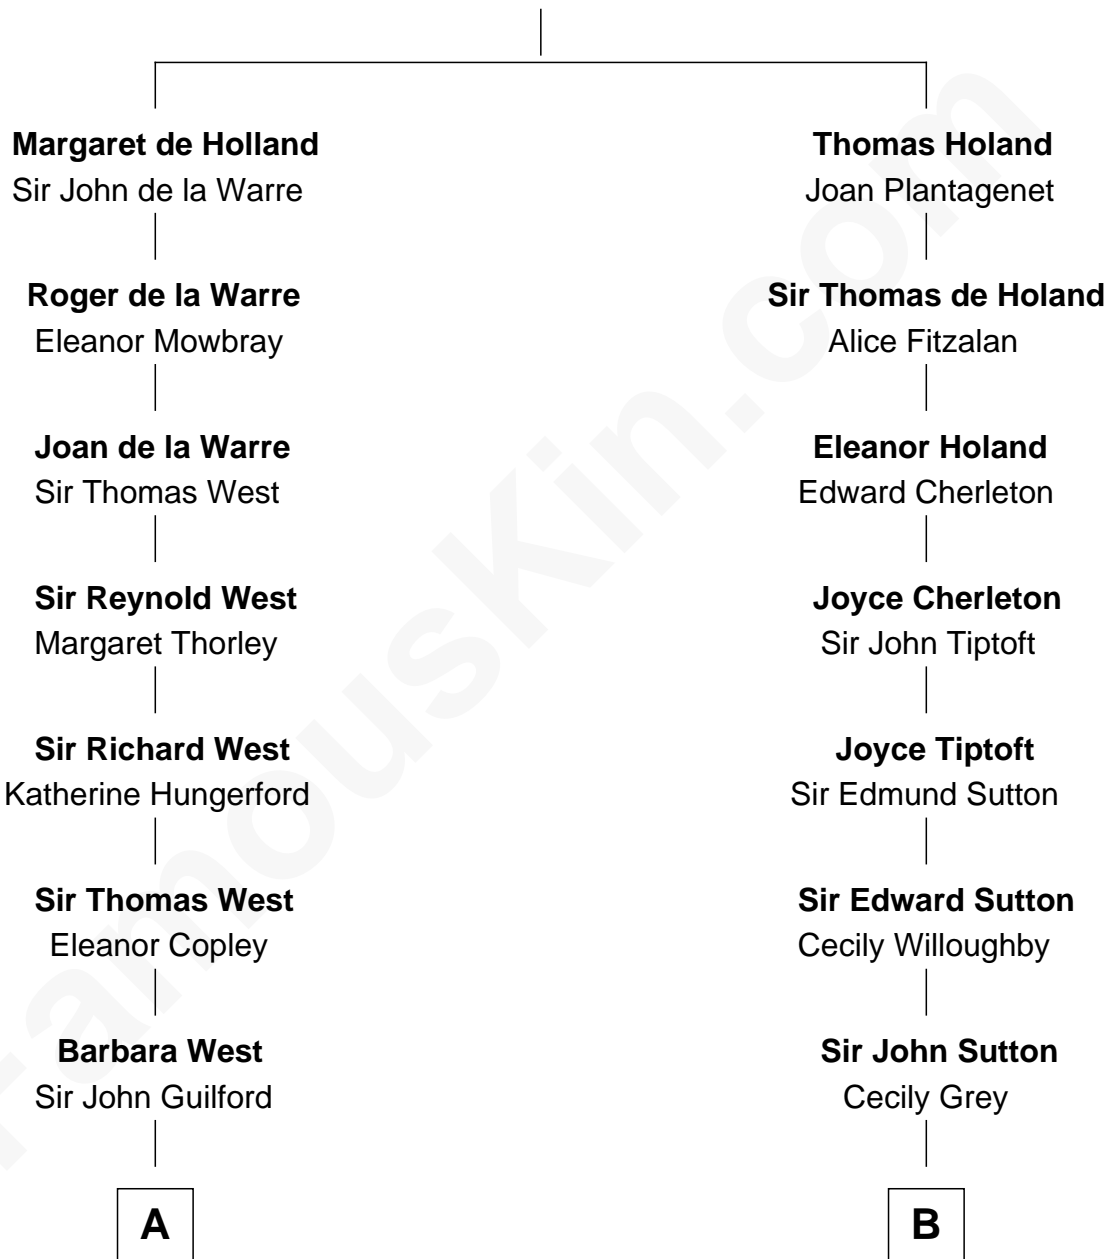 Margaret de Holland
Sir John de la Warre
Roger de la Warre
Eleanor Mowbray
Joan de la Warre
Sir Thomas West
Sir Reynold West
Margaret Thorley
Sir Richard West
Katherine Hungerford
Sir Thomas West
Eleanor Copley
Barbara West
Sir John Guilford
A
Thomas Holand
Joan Plantagenet
Sir Thomas de Holand
Alice Fitzalan
Eleanor Holand
Edward Cherleton
Joyce Cherleton
Sir John Tiptoft
Joyce Tiptoft
Sir Edmund Sutton
Sir Edward Sutton
Cecily Willoughby
Sir John Sutton
Cecily Grey
B
FamousKin.com